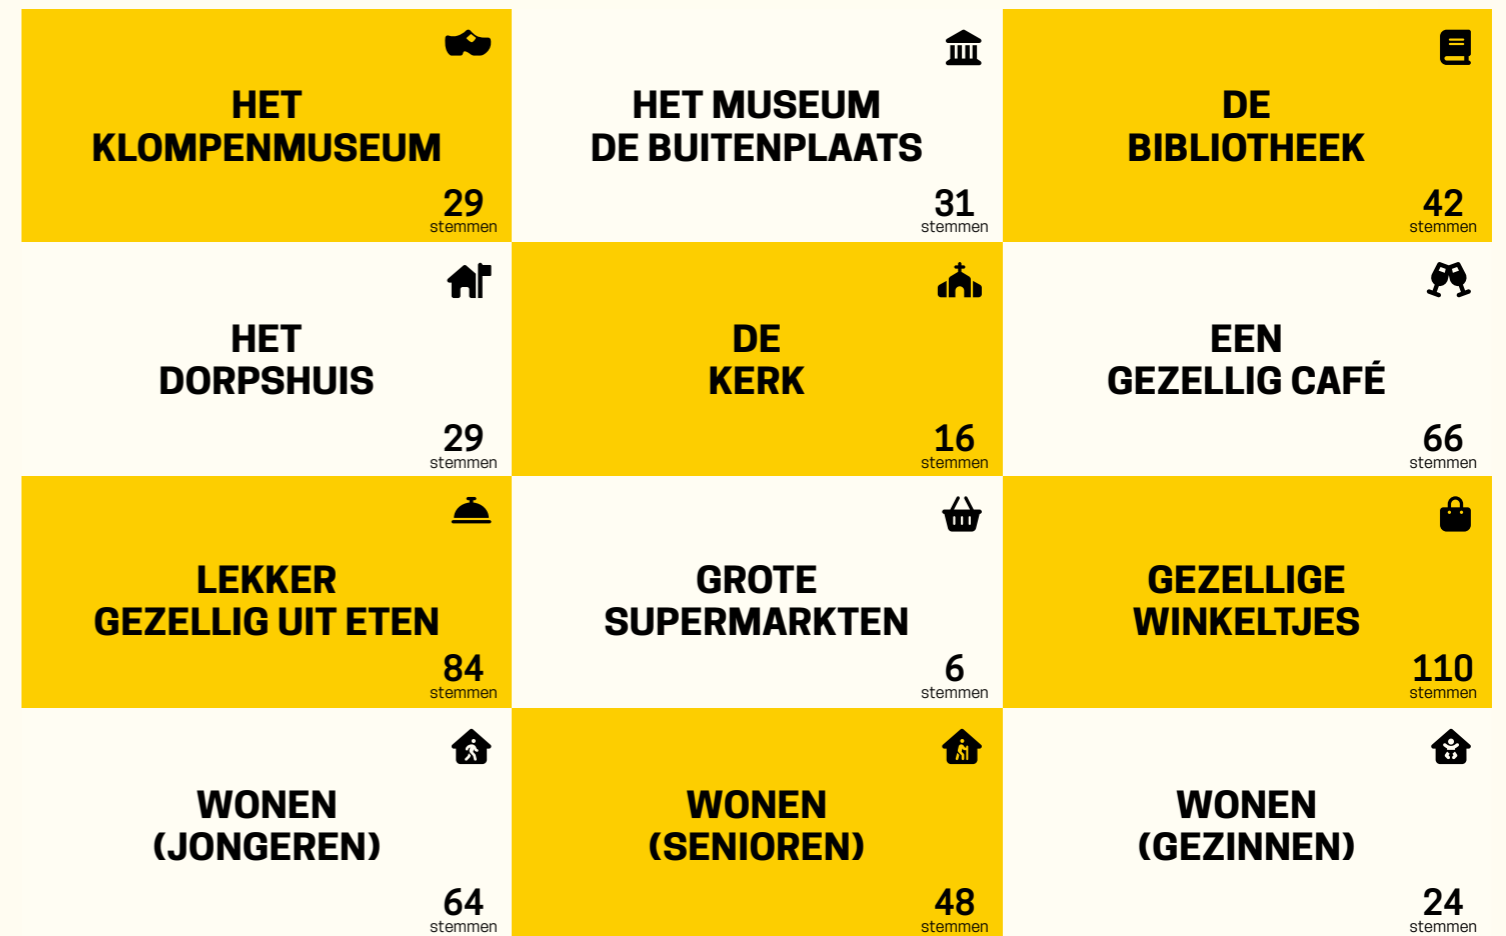 HET
KLOMPENMUSEUM
29
stemmen
HET MUSEUM
DE BUITENPLAATS
31
stemmen
DE
BIBLIOTHEEK
42
stemmen
HET
DORPSHUIS
29
stemmen
DE
KERK
16
stemmen
EEN
GEZELLIG CAFÉ
66
stemmen
LEKKER
GEZELLIG UIT ETEN
84
stemmen
GROTE
SUPERMARKTEN
6
stemmen
GEZELLIGE
WINKELTJES
110
stemmen
WONEN
(JONGEREN)
64
stemmen
WONEN
(SENIOREN)
48
stemmen
WONEN
(GEZINNEN)
24
stemmen